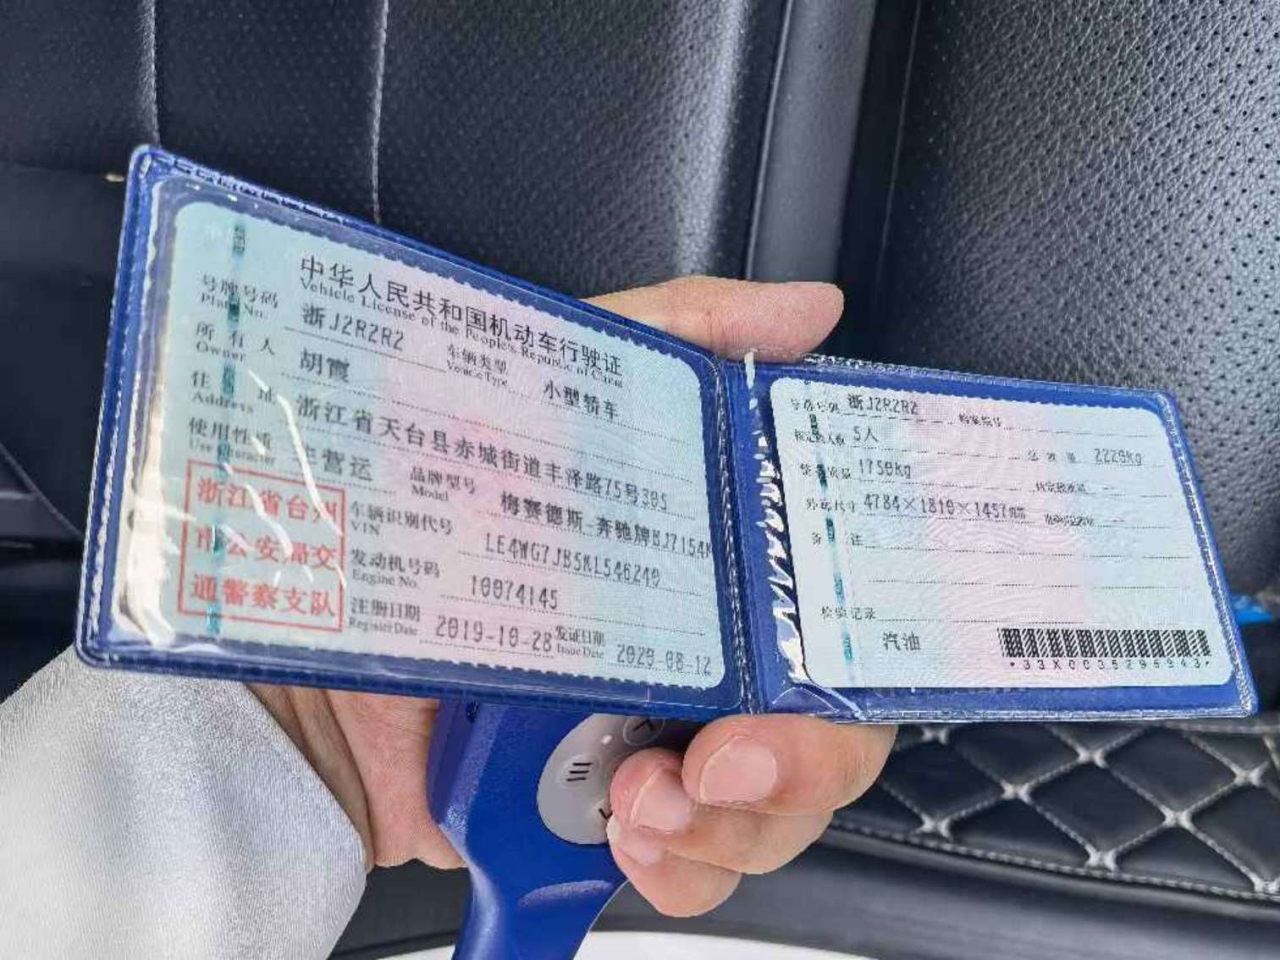 中华人民共和国机动车行驶证
Vehicle License of the People's Republic of China
号牌号码 浙J2R2R2 车辆类型 小型轿车
Plate No. Vehicle Type
所有人 胡霞
Owner
住址 浙江省天台县赤城街道丰泽路75号305
Address
使用性质 营运 品牌型号 梅赛德斯-奔驰牌BJ7154
Use Character Model
浙江省台州
市公安局交
通警察支队
车辆识别代号 LE4WG7JB5KL546240
VIN
发动机号码 10074145
Engine No.
注册日期 2019-10-28 发证日期 2020-08-12
Register Date Issue Date
号牌号码 浙J2R2R2 档案编号
核定载人数 5人 总质量 2220kg
整备质量 1750kg 核定载质量 --
外廓尺寸 4784×1810×1457mm --
备注
检验记录
汽油
*33X0035296943*